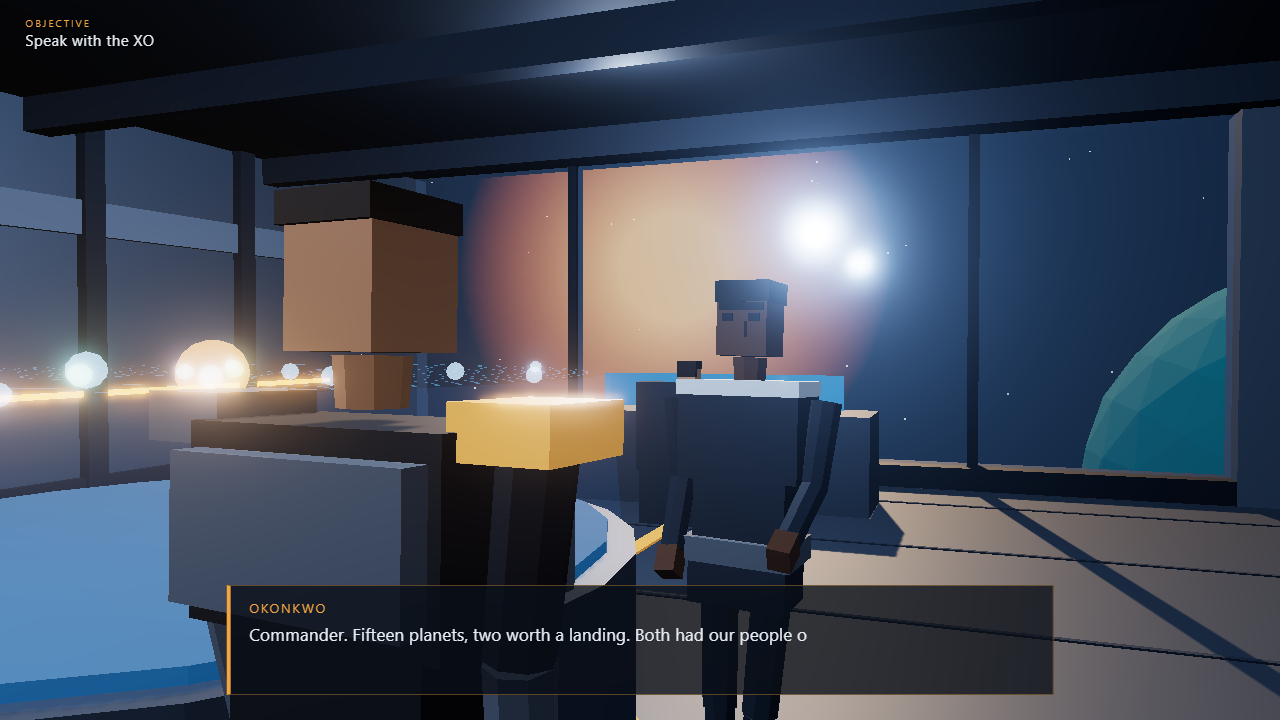 OBJECTIVE
Speak with the XO
OKONKWO
Commander. Fifteen planets, two worth a landing. Both had our people o